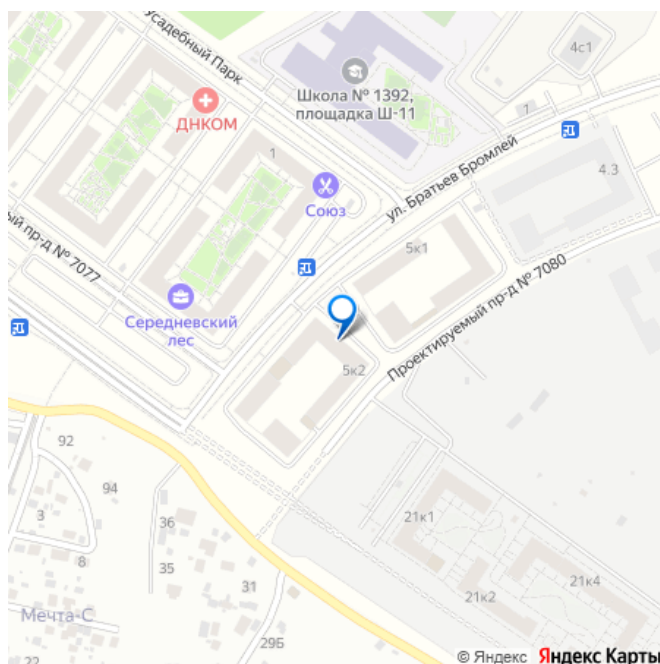 усадебный Парк
4с1
Школа № 1392,
площадка Ш-11
ДНКОМ
1
1
ул. Братьев Бромлей
4.3
Союз
ый пр-д № 7077
5к1
Середневский
лес
Проектируемый пр-д № 7080
5к2
92
94
3
36
21к1
8
35
31
21к4
21к2
Мечта-С
29Б
22
© Яндекс Яндекс Карты